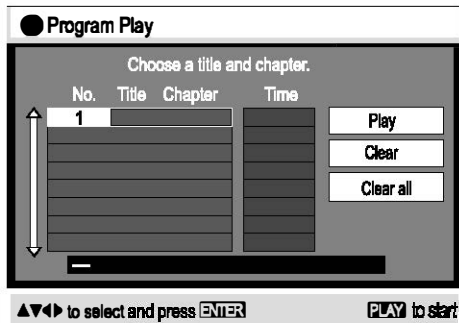 Program Play
Choose a title and chapter.
No. Title Chapter Time
1
Play
Clear
Clear all
▲▼◀▶ to select and press ENTER PLAY to start